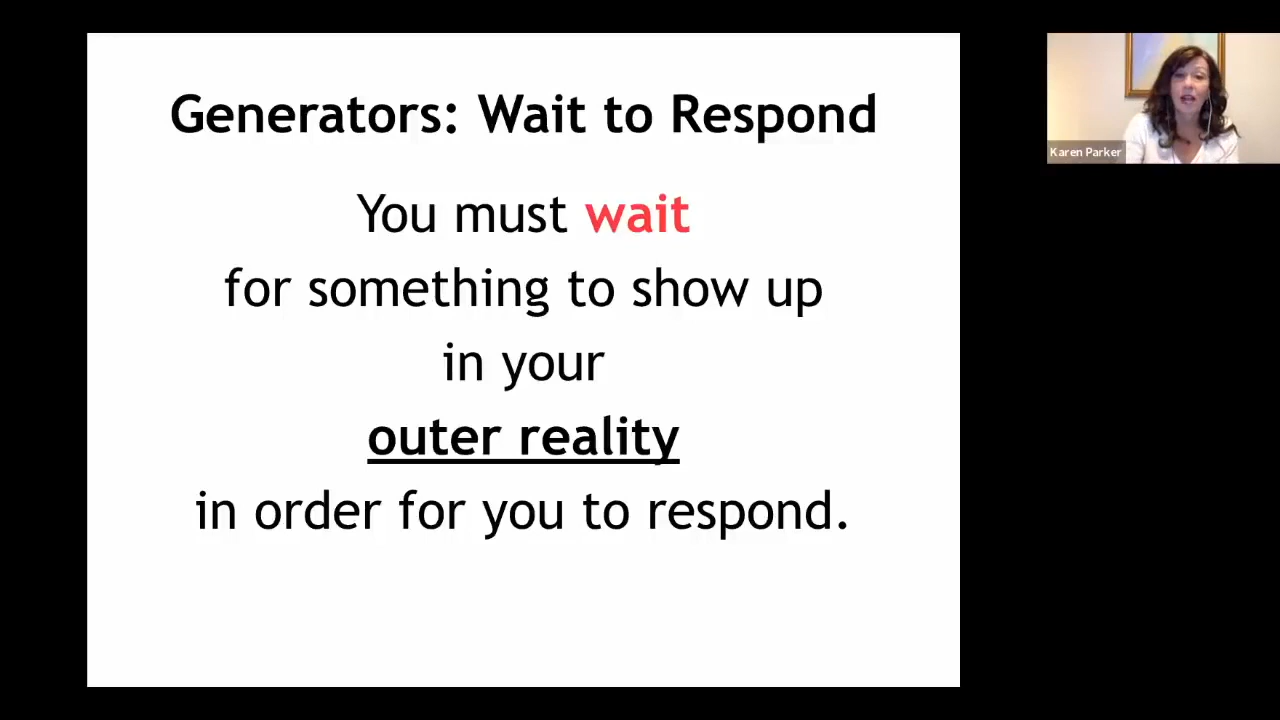 Generators: Wait to Respond
You must wait
for something to show up
in your
outer reality
in order for you to respond.
Karen Parker